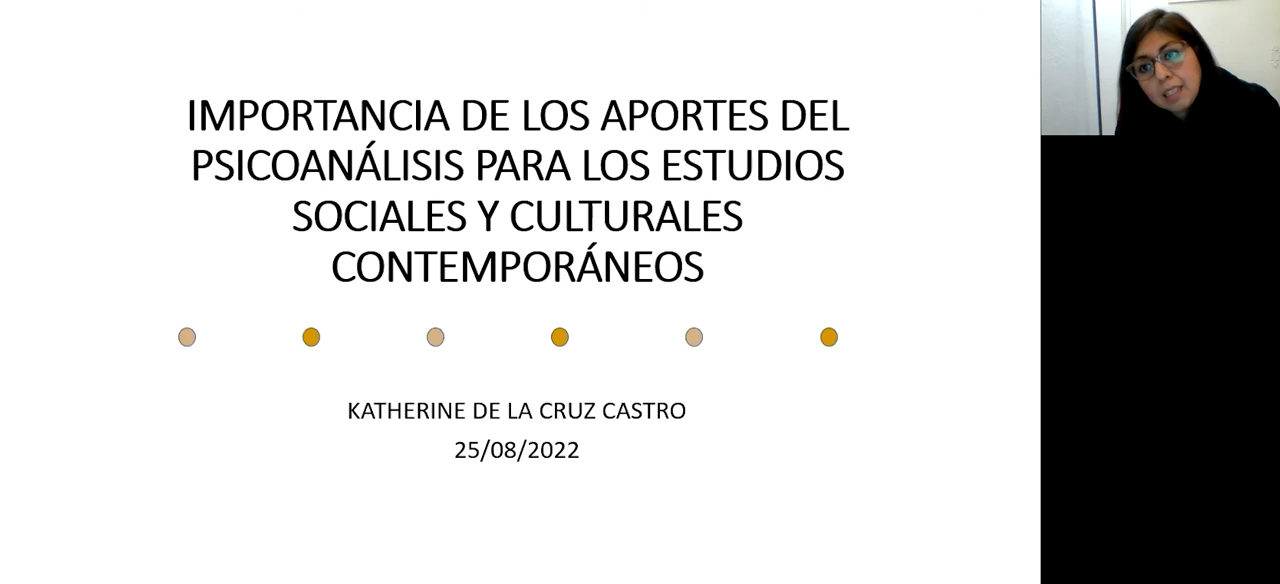 IMPORTANCIA DE LOS APORTES DEL
PSICOANÁLISIS PARA LOS ESTUDIOS
SOCIALES Y CULTURALES
CONTEMPORÁNEOS
KATHERINE DE LA CRUZ CASTRO
25/08/2022